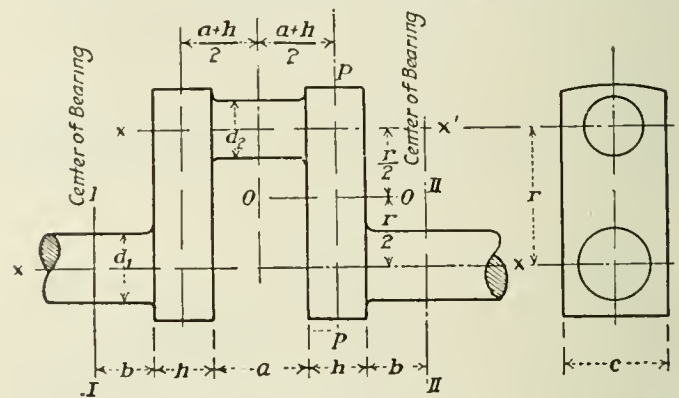 a+h
2
a+h
2
Center of Bearing
Center of Bearing
P
x
d₂
r
2
x'
I
O
O
II
r
2
r
x
d₁
x
P
b
h
a
h
b
c
I
II